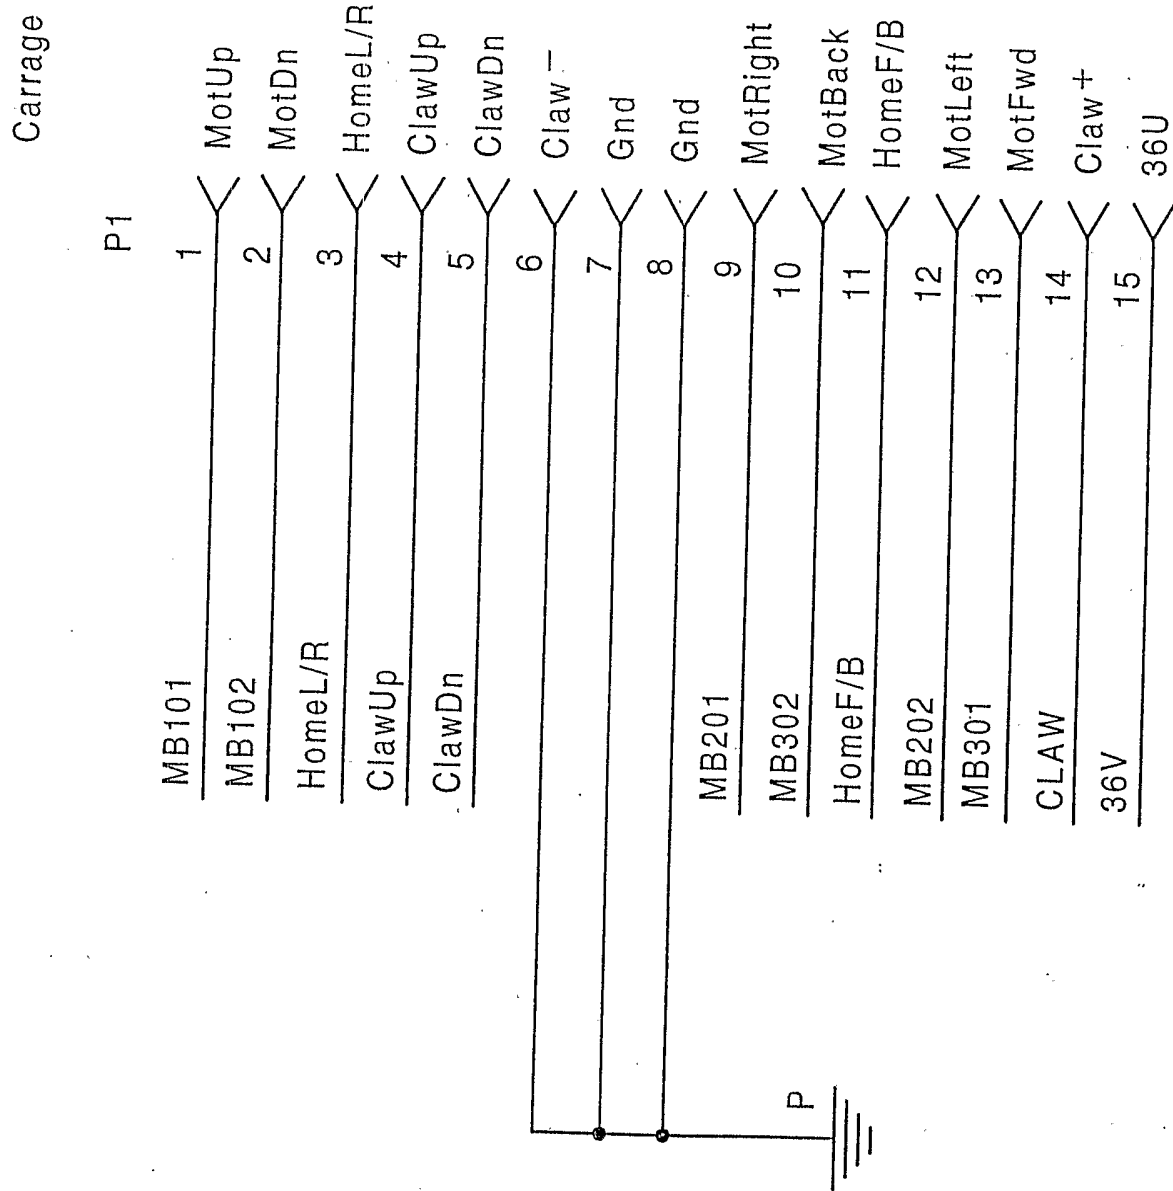 Carrage
P1
MB101 1 MotUp
MB102 2 MotDn
HomeL/R 3 HomeL/R
ClawUp 4 ClawUp
ClawDn 5 ClawDn
6 Claw−
7 Gnd
8 Gnd
MB201 9 MotRight
MB302 10 MotBack
HomeF/B 11 HomeF/B
MB202 12 MotLeft
MB301 13 MotFwd
CLAW 14 Claw+
36V 15 36U
P